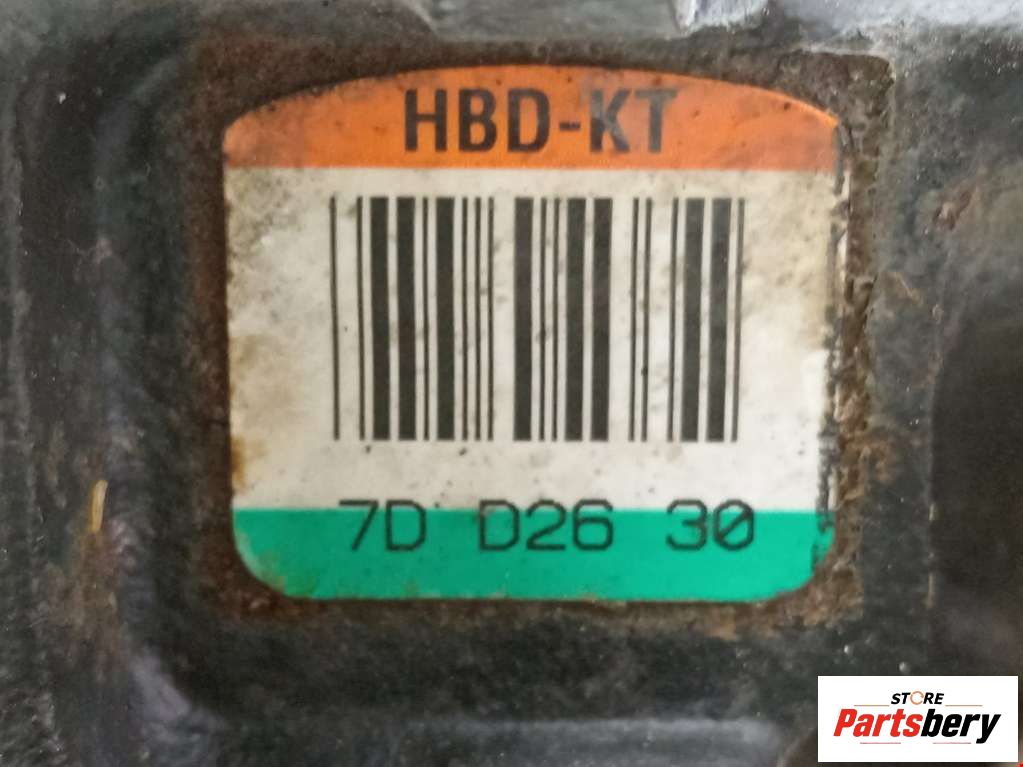 HBD-KT
7D D26 30
STORE
Partsbery